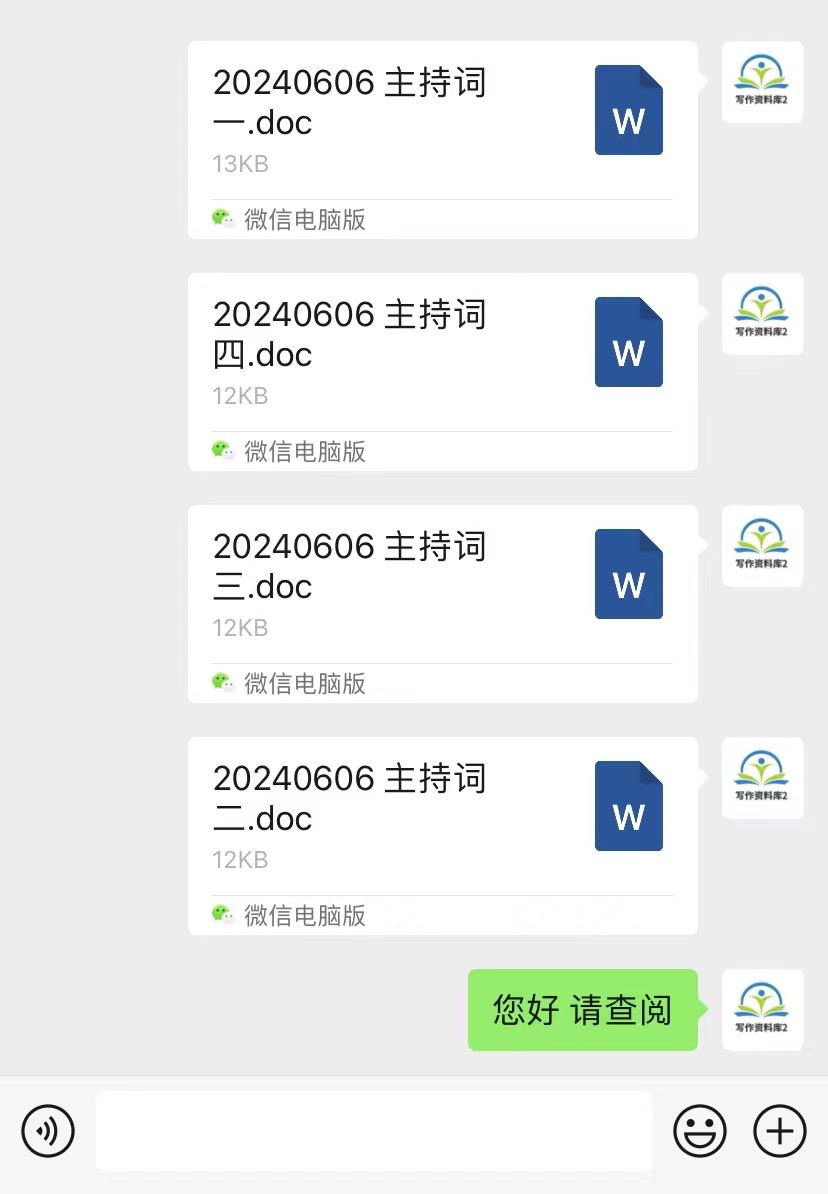 20240606 主持词
一.doc
13KB
微信电脑版
写作资料库2
20240606 主持词
四.doc
12KB
微信电脑版
写作资料库2
20240606 主持词
三.doc
12KB
微信电脑版
写作资料库2
20240606 主持词
二.doc
12KB
微信电脑版
写作资料库2
您好 请查阅
写作资料库2